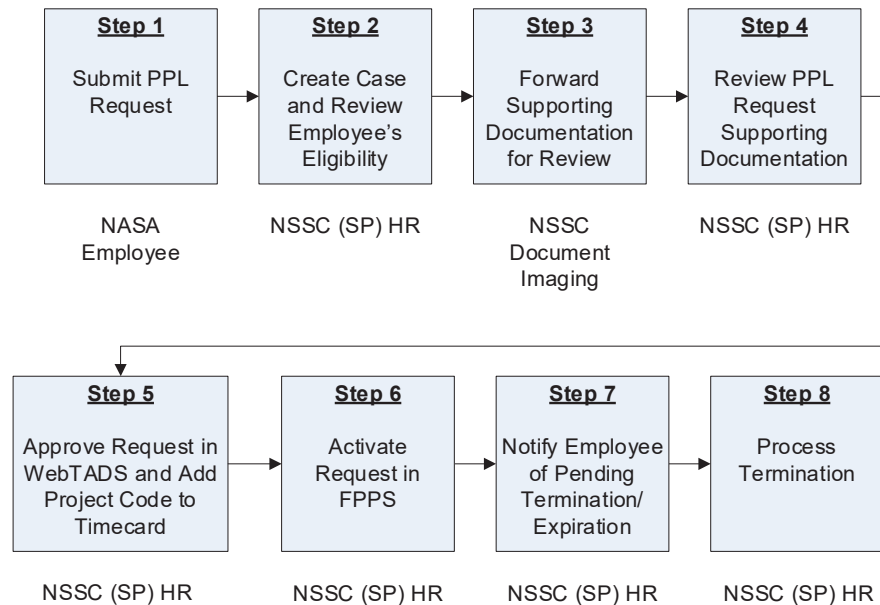 Step 1
Submit PPL
Request
NASA
Employee
Step 2
Create Case
and Review
Employee’s
Eligibility
NSSC (SP) HR
Step 3
Forward
Supporting
Documentation
for Review
NSSC
Document
Imaging
Step 4
Review PPL
Request
Supporting
Documentation
NSSC (SP) HR
Step 5
Approve Request in
WebTADS and Add
Project Code to
Timecard
NSSC (SP) HR
Step 6
Activate
Request in
FPPS
NSSC (SP) HR
Step 7
Notify Employee
of Pending
Termination/
Expiration
NSSC (SP) HR
Step 8
Process
Termination
NSSC (SP) HR